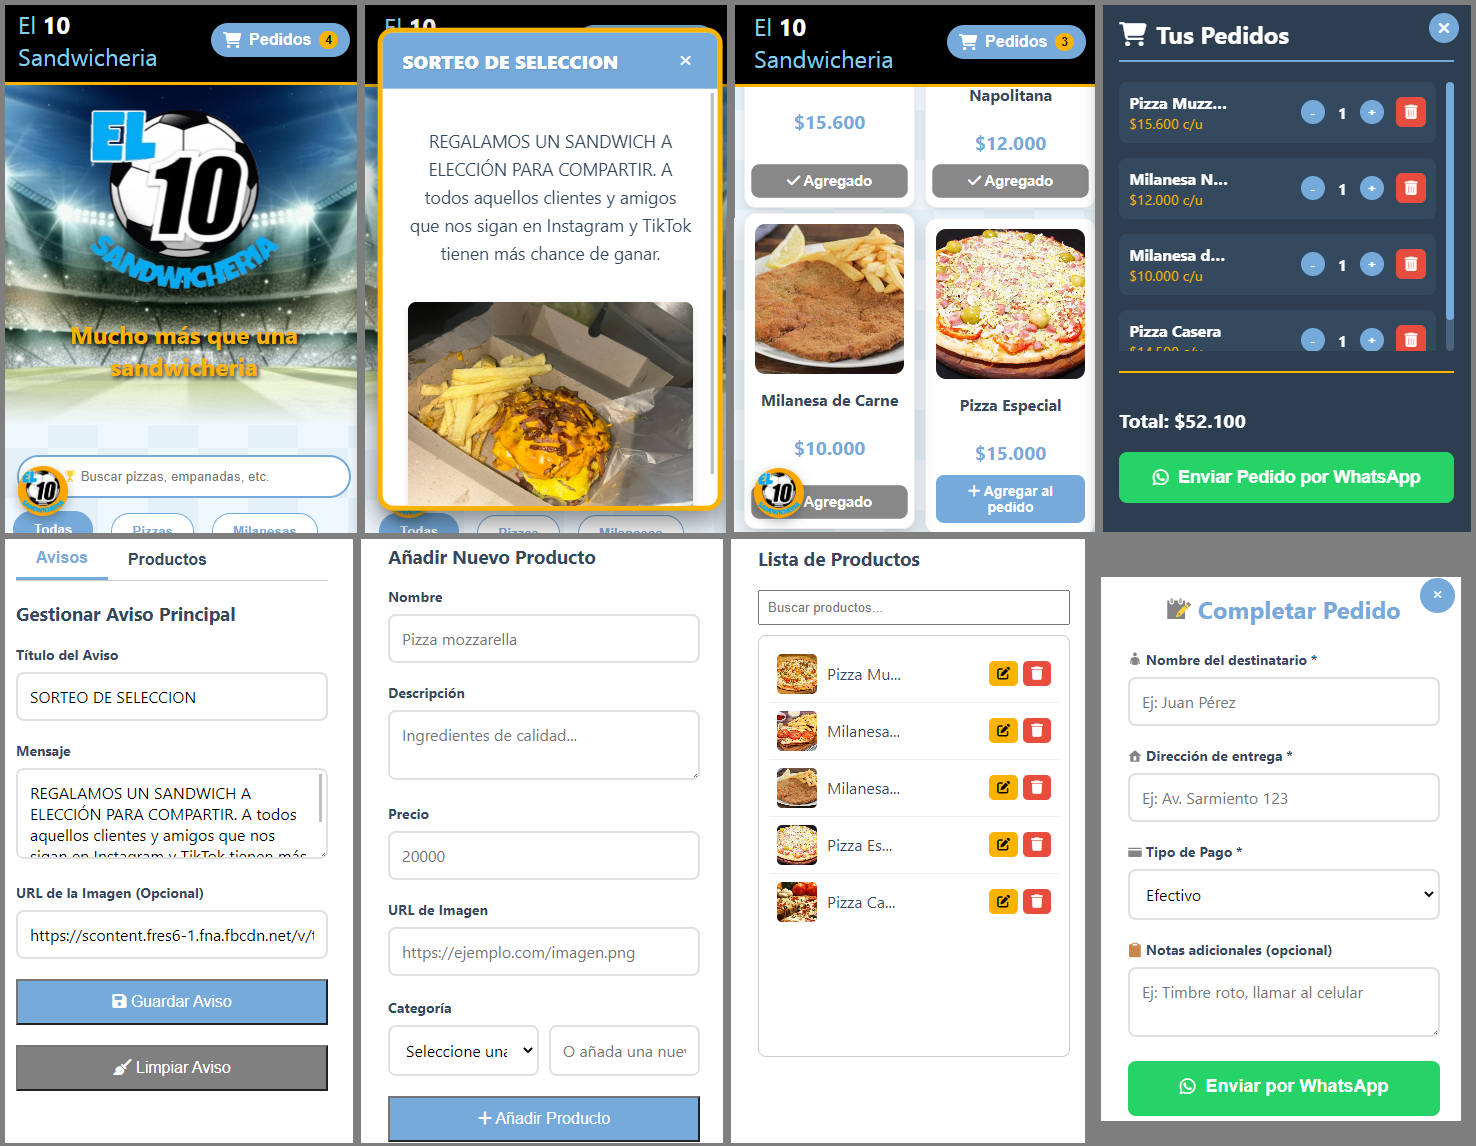 El 10
Sandwicheria
Pedidos 4
EL
10
SANDWICHERIA
Mucho más que una
sandwicheria
EL
10
Buscar pizzas, empanadas, etc.
Todas
Pizzas
Milanesas
El 10
SORTEO DE SELECCION
×
REGALAMOS UN SANDWICH A
ELECCIÓN PARA COMPARTIR. A
todos aquellos clientes y amigos
que nos sigan en Instagram y TikTok
tienen más chance de ganar.
Todas
Pizzas
Milanesas
El 10
Sandwicheria
Pedidos 3
$15.600
Agregado
Napolitana
$12.000
Agregado
Milanesa de Carne
$10.000
EL
10
Agregado
Pizza Especial
$15.000
+ Agregar al
pedido
Tus Pedidos
×
Pizza Muzz...
$15.600 c/u
- 1 +
Milanesa N...
$12.000 c/u
- 1 +
Milanesa d...
$10.000 c/u
- 1 +
Pizza Casera
$14.500 c/u
- 1 +
Total: $52.100
Enviar Pedido por WhatsApp
Avisos
Productos
Gestionar Aviso Principal
Título del Aviso
SORTEO DE SELECCION
Mensaje
REGALAMOS UN SANDWICH A
ELECCIÓN PARA COMPARTIR. A todos
aquellos clientes y amigos que nos
sigan en Instagram y TikTok tienen más
URL de la Imagen (Opcional)
https://scontent.fres6-1.fna.fbcdn.net/v/t
Guardar Aviso
Limpiar Aviso
Añadir Nuevo Producto
Nombre
Pizza mozzarella
Descripción
Ingredientes de calidad...
Precio
20000
URL de Imagen
https://ejemplo.com/imagen.png
Categoría
Seleccione una
O añada una nuev
+ Añadir Producto
Lista de Productos
Buscar productos...
Pizza Mu...
Milanesa...
Milanesa...
Pizza Es...
Pizza Ca...
×
Completar Pedido
Nombre del destinatario *
Ej: Juan Pérez
Dirección de entrega *
Ej: Av. Sarmiento 123
Tipo de Pago *
Efectivo
Notas adicionales (opcional)
Ej: Timbre roto, llamar al celular
Enviar por WhatsApp